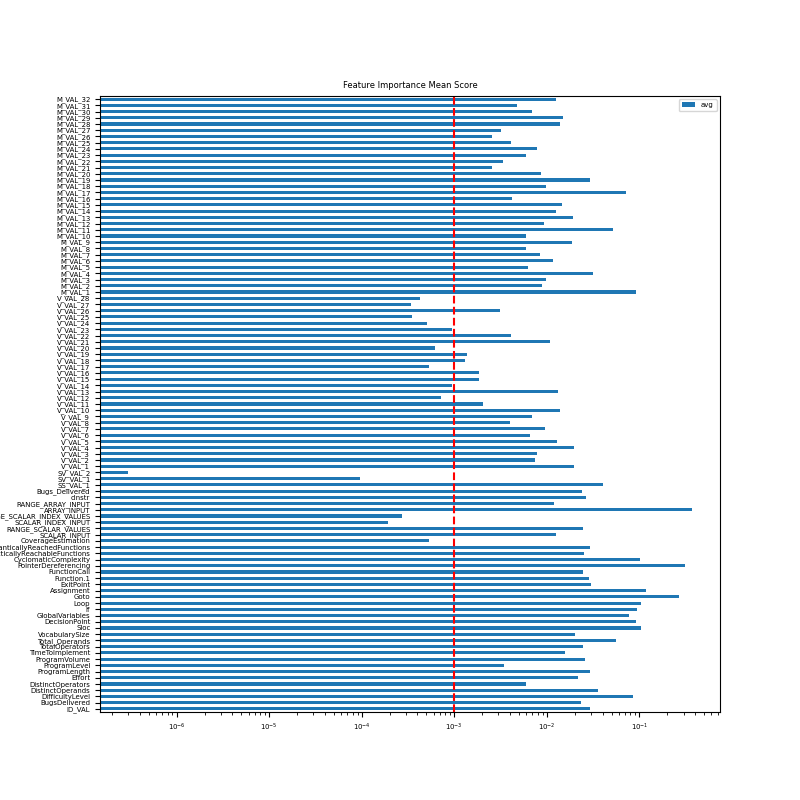 Feature Importance Mean Score
avg
M_VAL_32
M_VAL_31
M_VAL_30
M_VAL_29
M_VAL_28
M_VAL_27
M_VAL_26
M_VAL_25
M_VAL_24
M_VAL_23
M_VAL_22
M_VAL_21
M_VAL_20
M_VAL_19
M_VAL_18
M_VAL_17
M_VAL_16
M_VAL_15
M_VAL_14
M_VAL_13
M_VAL_12
M_VAL_11
M_VAL_10
M_VAL_9
M_VAL_8
M_VAL_7
M_VAL_6
M_VAL_5
M_VAL_4
M_VAL_3
M_VAL_2
M_VAL_1
V_VAL_28
V_VAL_27
V_VAL_26
V_VAL_25
V_VAL_24
V_VAL_23
V_VAL_22
V_VAL_21
V_VAL_20
V_VAL_19
V_VAL_18
V_VAL_17
V_VAL_16
V_VAL_15
V_VAL_14
V_VAL_13
V_VAL_12
V_VAL_11
V_VAL_10
V_VAL_9
V_VAL_8
V_VAL_7
V_VAL_6
V_VAL_5
V_VAL_4
V_VAL_3
V_VAL_2
V_VAL_1
SV_VAL_2
SV_VAL_1
SS_VAL_1
Bugs_Delivered
cinstr
RANGE_ARRAY_INPUT
ARRAY_INPUT
E_SCALAR_INDEX_VALUES
SCALAR_INDEX_INPUT
RANGE_SCALAR_VALUES
SCALAR_INPUT
CoverageEstimation
anticallyReachedFunctions
ticallyReachableFunctions
CyclomaticComplexity
PointerDereferencing
FunctionCall
Function.1
ExitPoint
Assignment
Goto
Loop
If
GlobalVariables
DecisionPoint
Sloc
VocabularySize
Total_Operands
TotalOperators
TimeToImplement
ProgramVolume
ProgramLevel
ProgramLength
Effort
DistinctOperators
DistinctOperands
DifficultyLevel
BugsDelivered
ID_VAL
10⁻⁶ 10⁻⁵ 10⁻⁴ 10⁻³ 10⁻² 10⁻¹